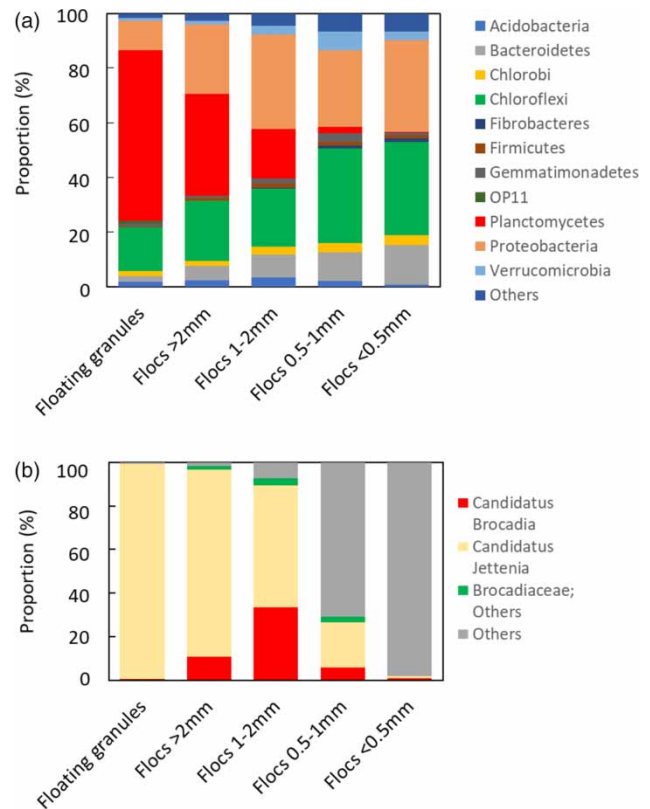 (a)
Proportion (%)
100
80
60
40
20
0
Floating granules
Flocs >2mm
Flocs 1-2mm
Flocs 0.5-1mm
Flocs <0.5mm
Acidobacteria
Bacteroidetes
Chlorobi
Chloroflexi
Fibrobacteres
Firmicutes
Gemmatimonadetes
OP11
Planctomycetes
Proteobacteria
Verrucomicrobia
Others
(b)
Proportion (%)
100
80
60
40
20
0
Floating granules
Flocs >2mm
Flocs 1-2mm
Flocs 0.5-1mm
Flocs <0.5mm
Candidatus
Brocadia
Candidatus
Jettenia
Brocadiaceae;
Others
Others